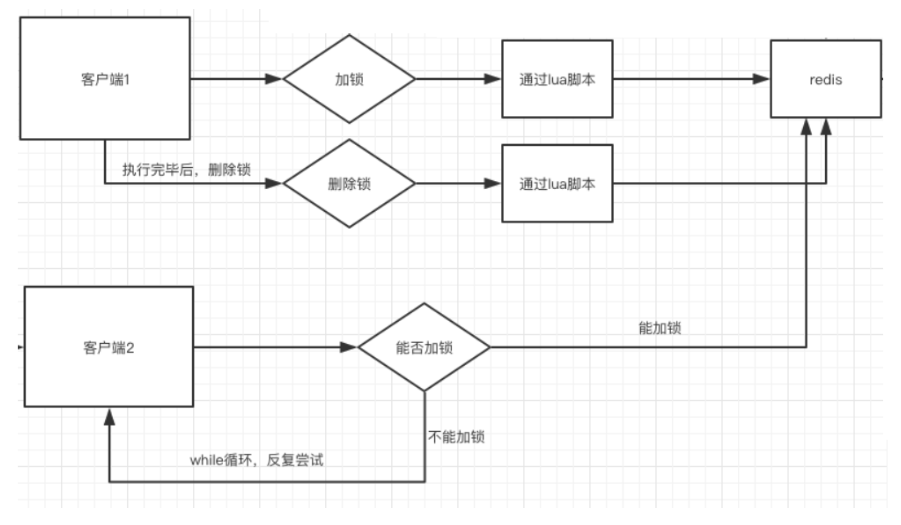 客户端1
加锁
通过lua脚本
redis
执行完毕后，删除锁
删除锁
通过lua脚本
客户端2
能否加锁
能加锁
不能加锁
while循环，反复尝试